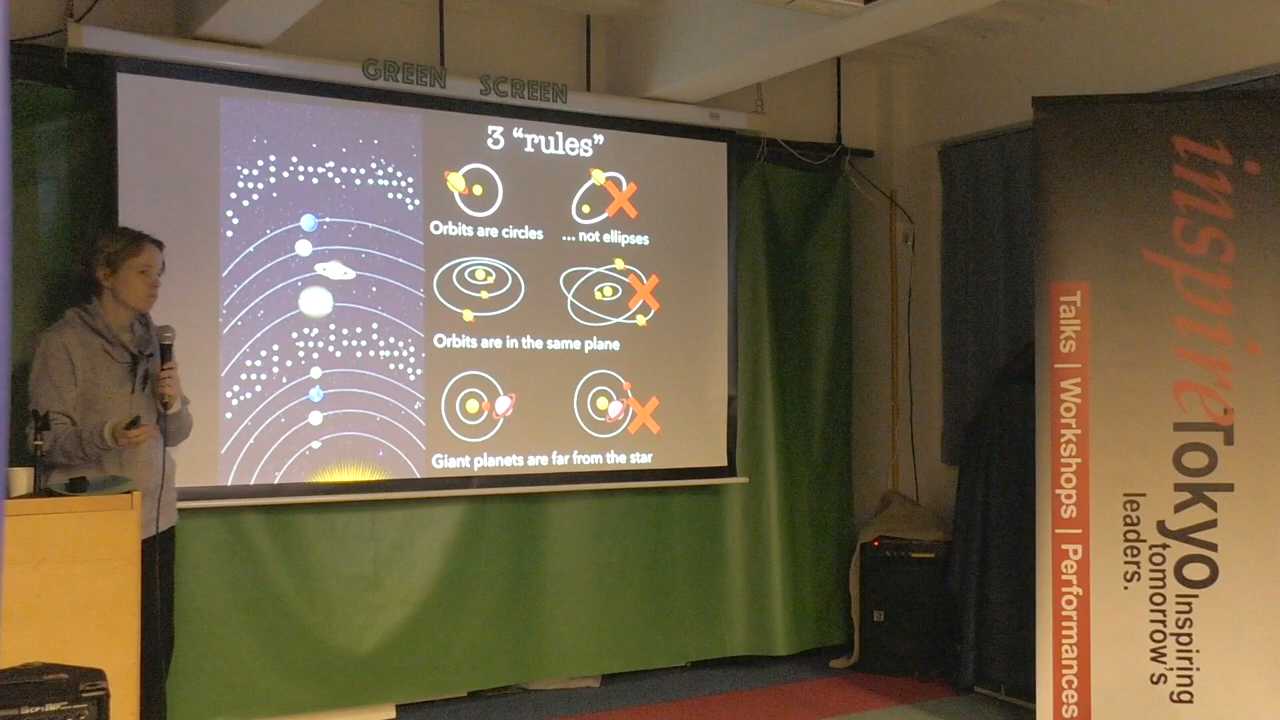 GREEN SCREEN
3 “rules”
Orbits are circles
... not ellipses
Orbits are in the same plane
Giant planets are far from the star
inspire
Tokyo
Inspiring
tomorrow's
leaders.
Talks | Workshops | Performances